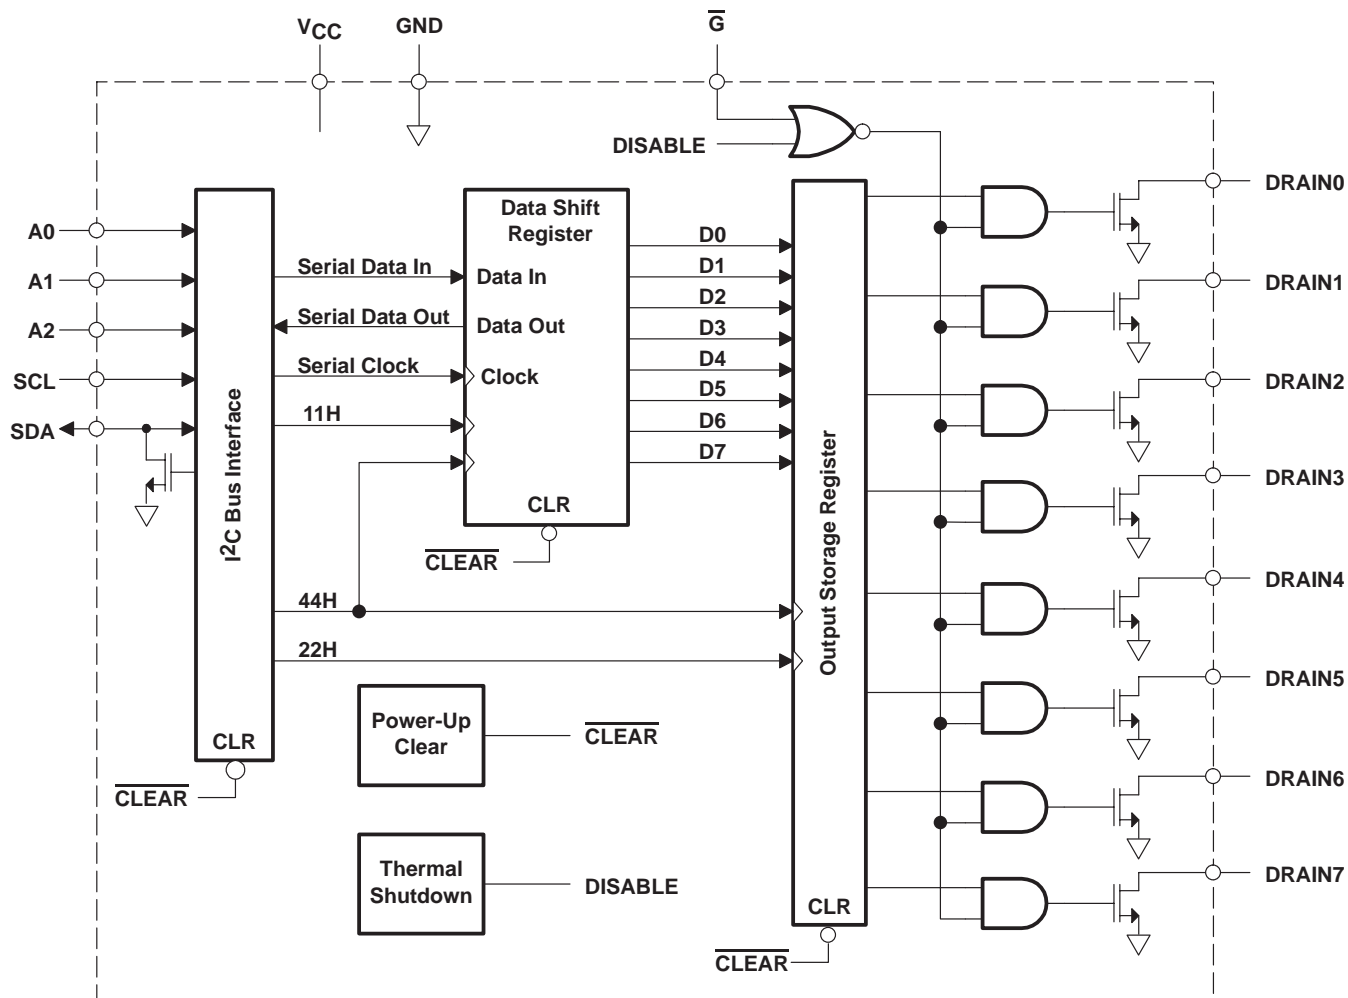 VCC
GND
G
DISABLE
A0
A1
A2
SCL
SDA
I2C Bus Interface
CLR
CLEAR
Serial Data In
Serial Data Out
Serial Clock
11H
44H
22H
Data Shift
Register
Data In
Data Out
Clock
CLR
CLEAR
D0
D1
D2
D3
D4
D5
D6
D7
Output Storage Register
CLR
CLEAR
Power-Up
Clear
CLEAR
Thermal
Shutdown
DISABLE
DRAIN0
DRAIN1
DRAIN2
DRAIN3
DRAIN4
DRAIN5
DRAIN6
DRAIN7